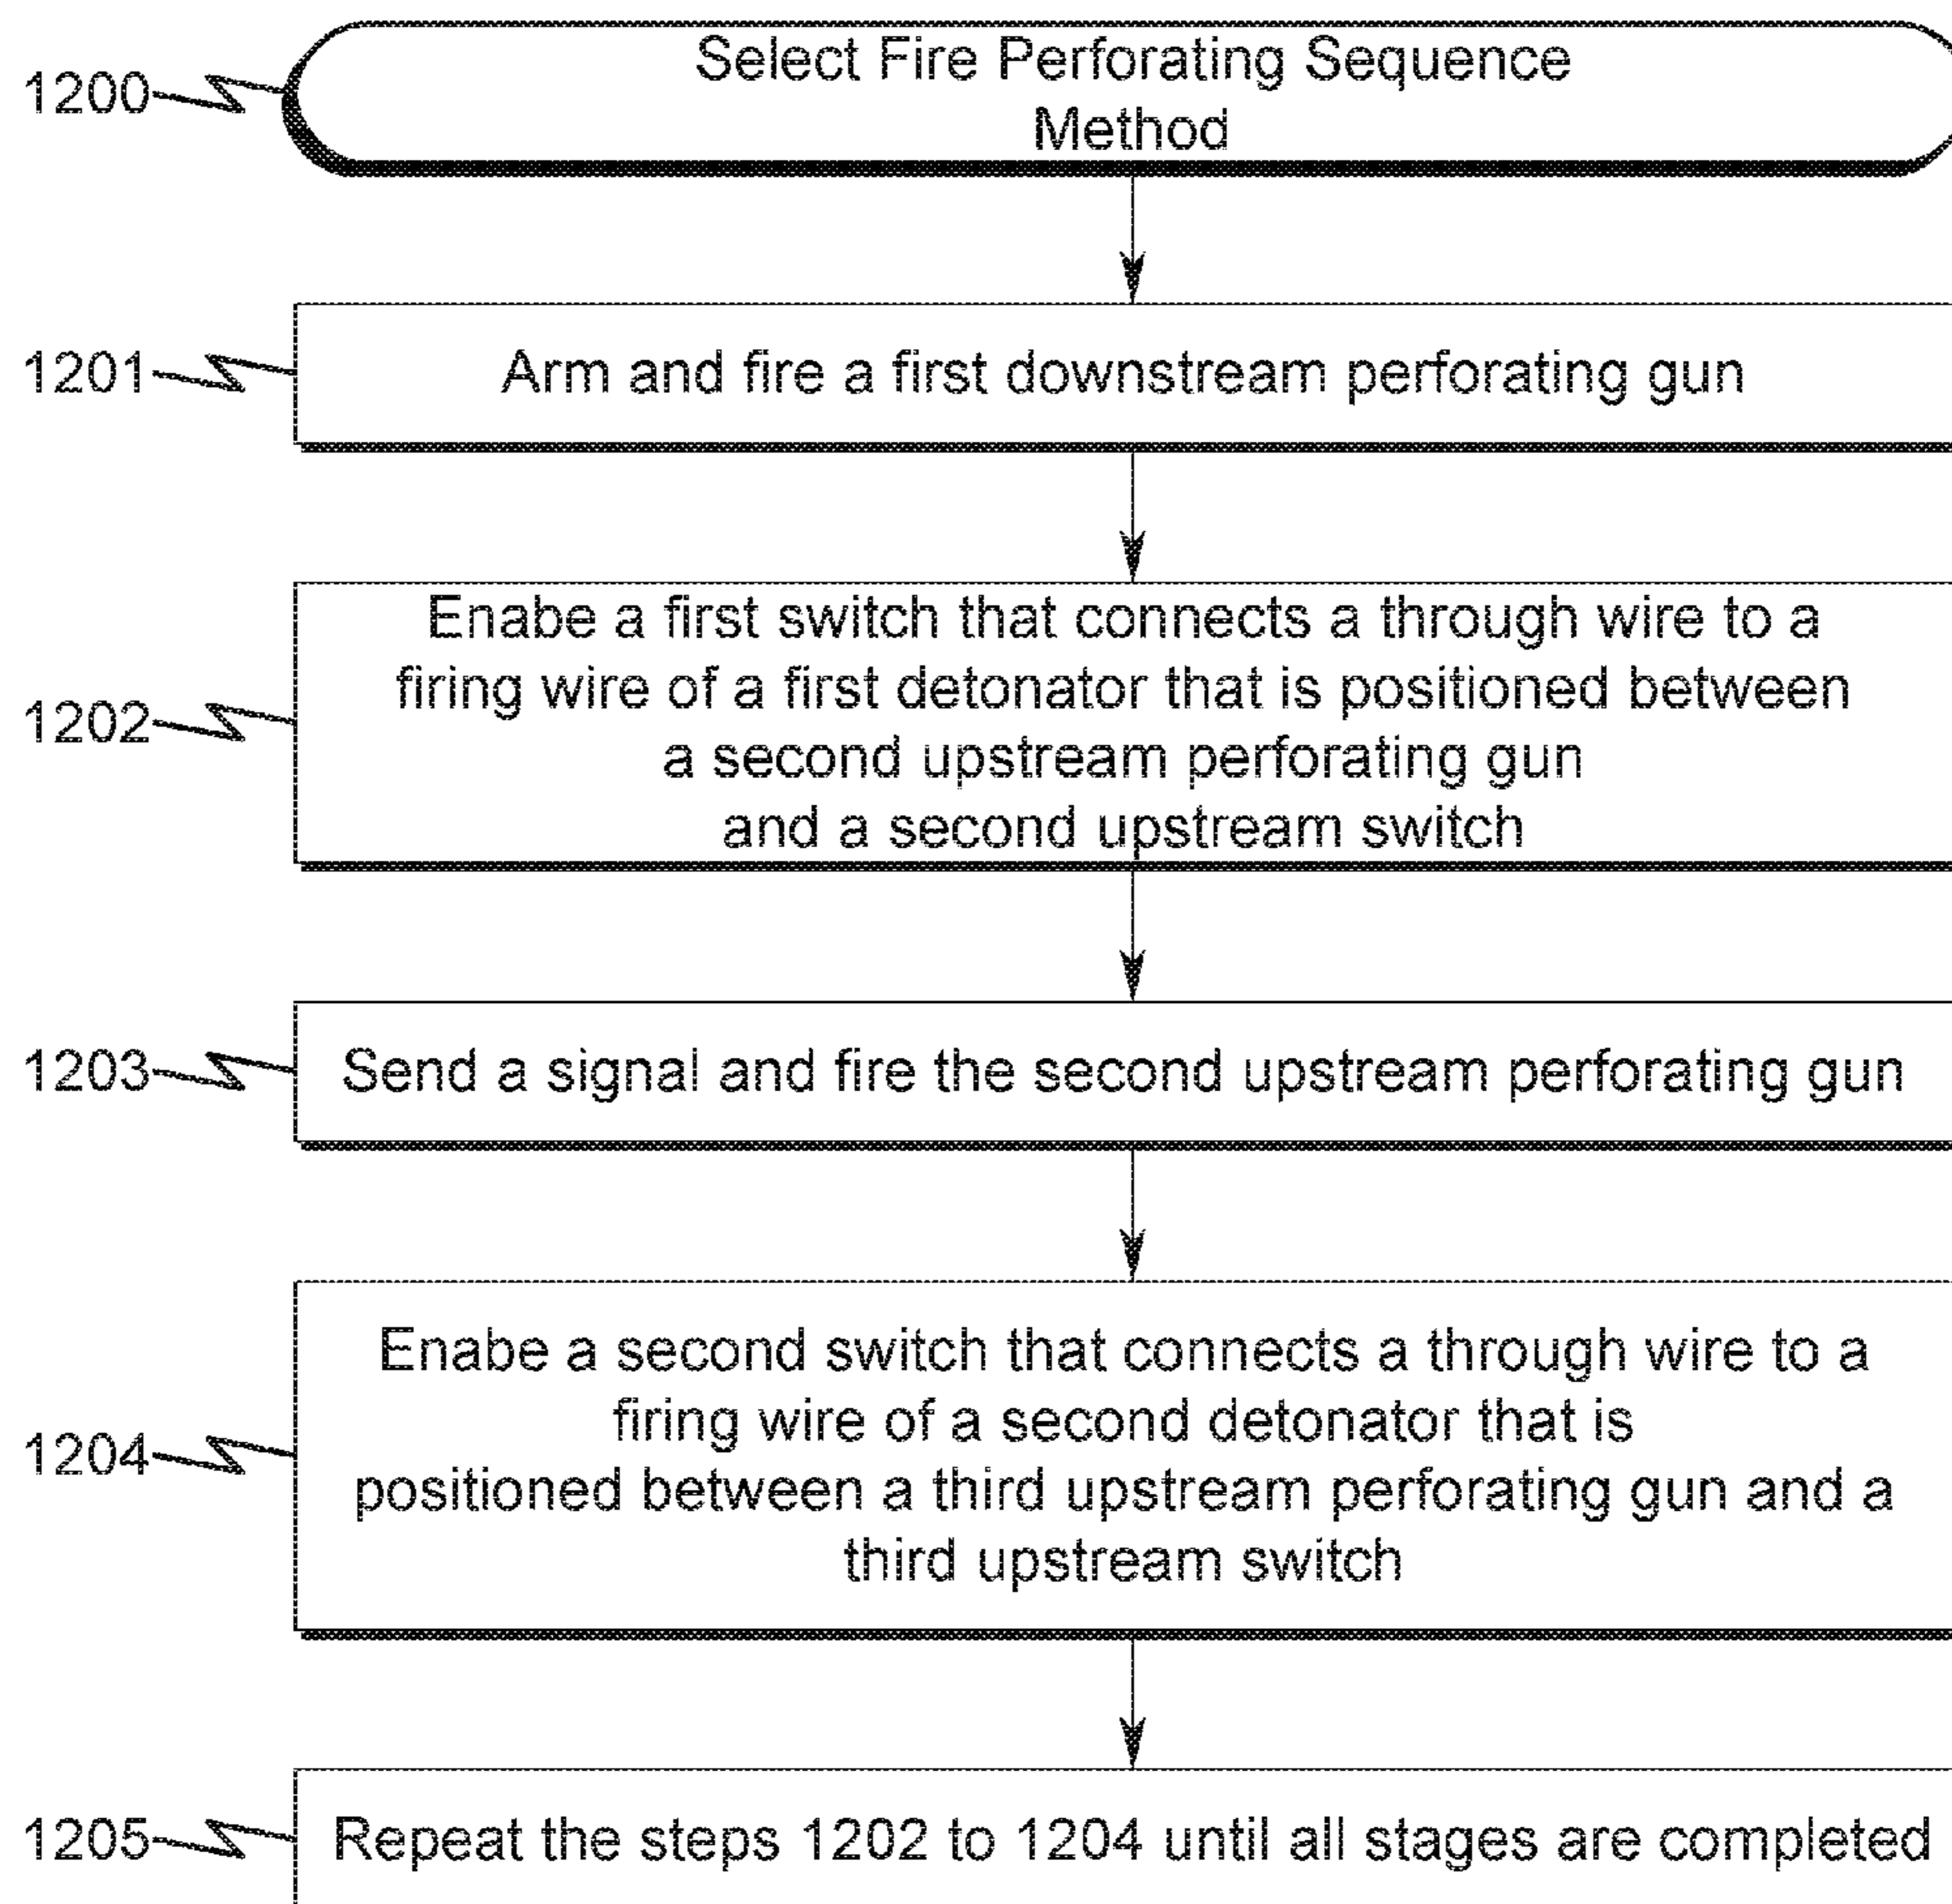 1200
Select Fire Perforating Sequence
Method
1201
Arm and fire a first downstream perforating gun
1202
Enabe a first switch that connects a through wire to a
firing wire of a first detonator that is positioned between
a second upstream perforating gun
and a second upstream switch
1203
Send a signal and fire the second upstream perforating gun
1204
Enabe a second switch that connects a through wire to a
firing wire of a second detonator that is
positioned between a third upstream perforating gun and a
third upstream switch
1205
Repeat the steps 1202 to 1204 until all stages are completed